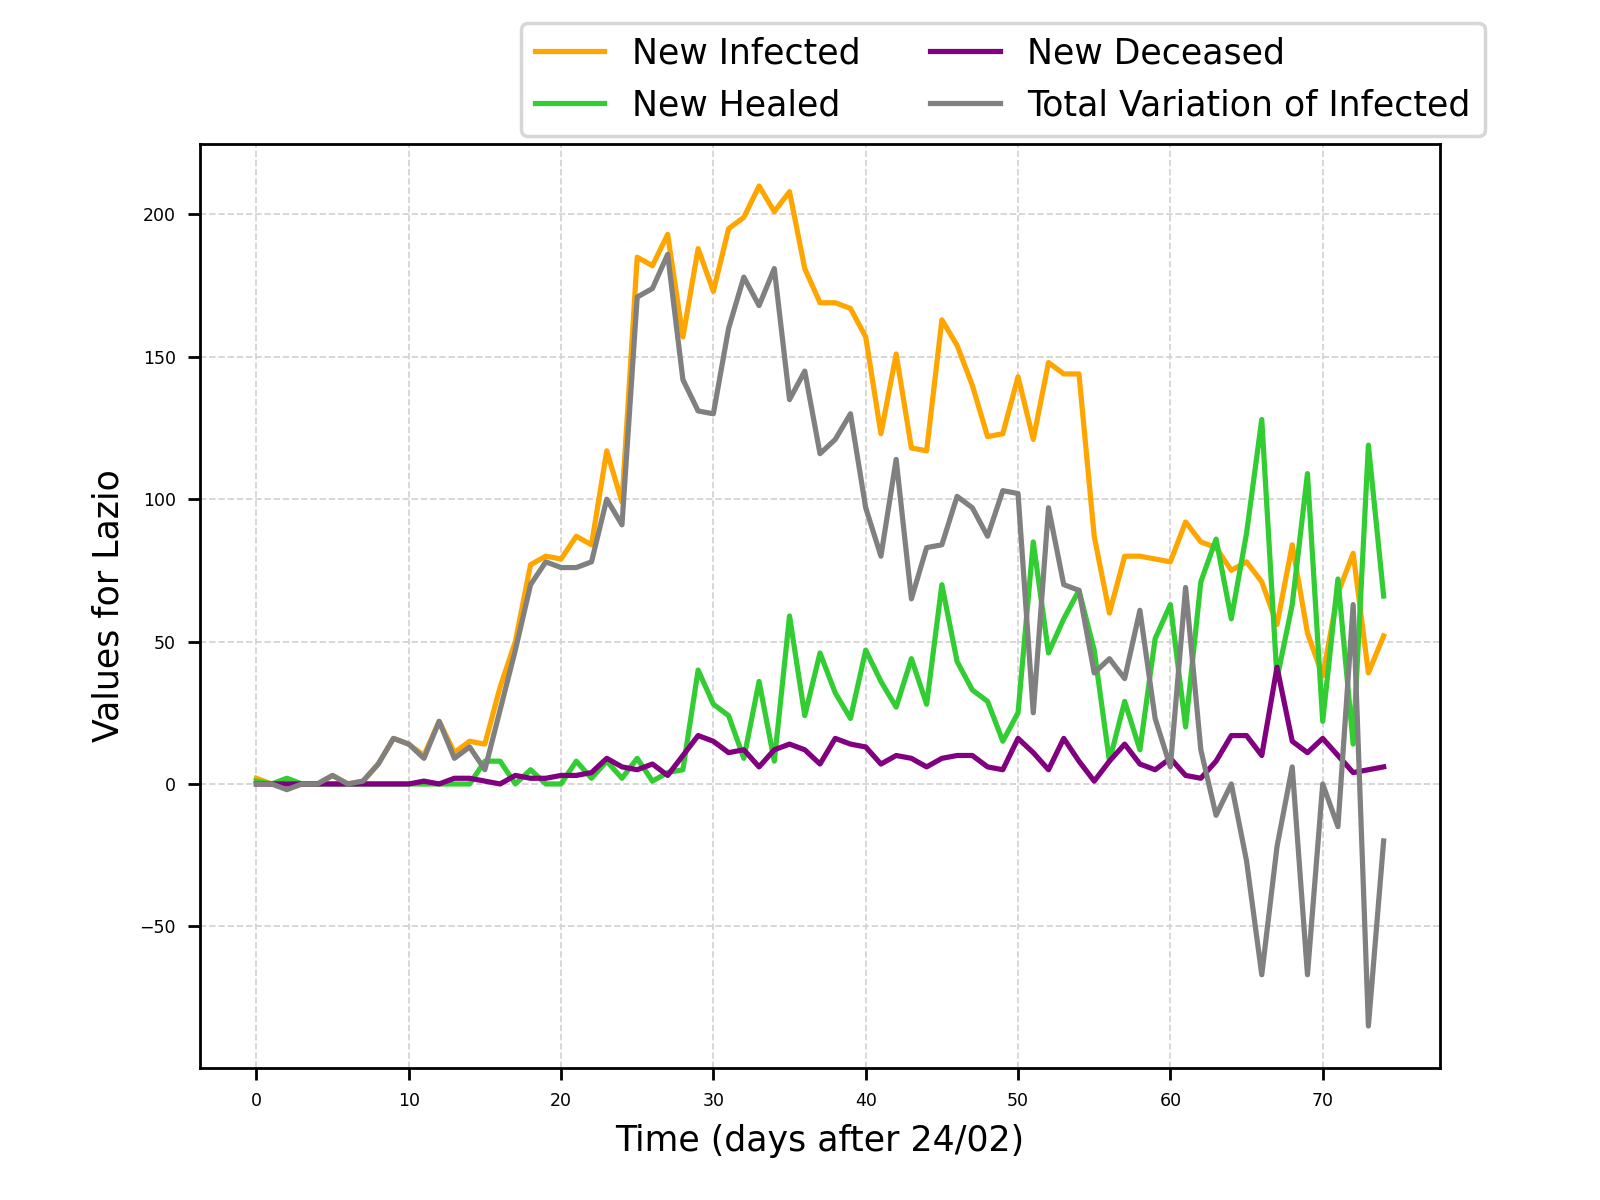 New Infected
New Healed
New Deceased
Total Variation of Infected
Values for Lazio
200
150
100
50
0
−50
0 10 20 30 40 50 60 70
Time (days after 24/02)